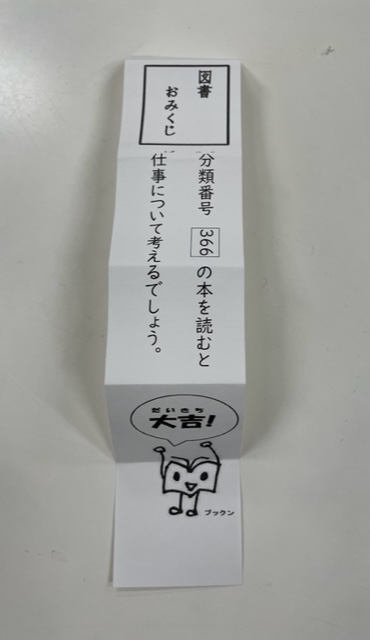 図書
おみくじ
分類番号 366 の本を読むと
仕事について考えるでしょう。
だいきち
大吉!
ブックン